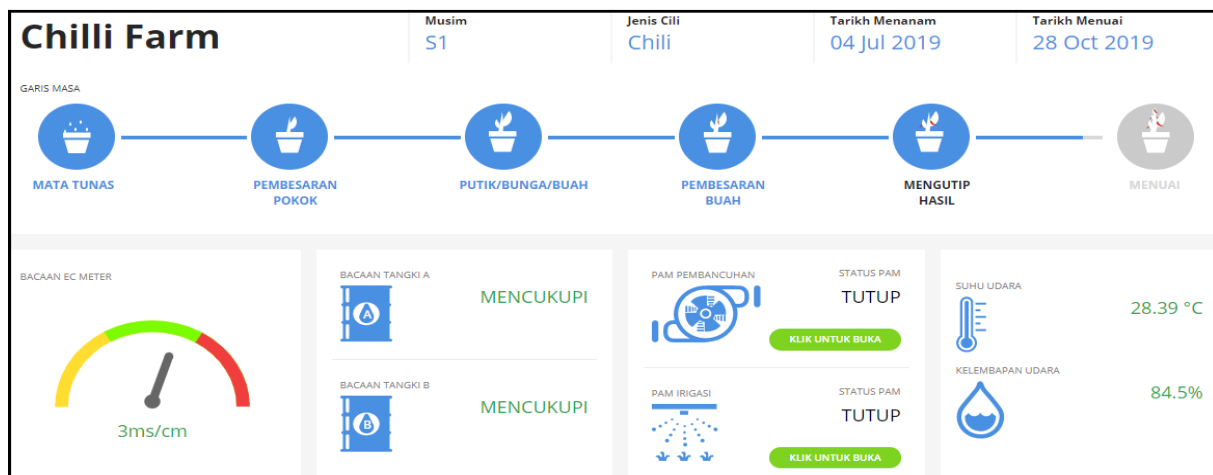 Chilli Farm
Musim
S1
Jenis Cili
Chili
Tarikh Menanam
04 Jul 2019
Tarikh Menuai
28 Oct 2019
GARIS MASA
MATA TUNAS
PEMBESARAN
POKOK
PUTIK/BUNGA/BUAH
PEMBESARAN
BUAH
MENGUTIP
HASIL
MENUAI
BACAAN EC METER
3ms/cm
BACAAN TANGKI A
A
MENCUKUPI
BACAAN TANGKI B
B
MENCUKUPI
PAM PEMBANCUHAN
STATUS PAM
TUTUP
KLIK UNTUK BUKA
PAM IRIGASI
STATUS PAM
TUTUP
KLIK UNTUK BUKA
SUHU UDARA
28.39 °C
KELEMBAPAN UDARA
84.5%